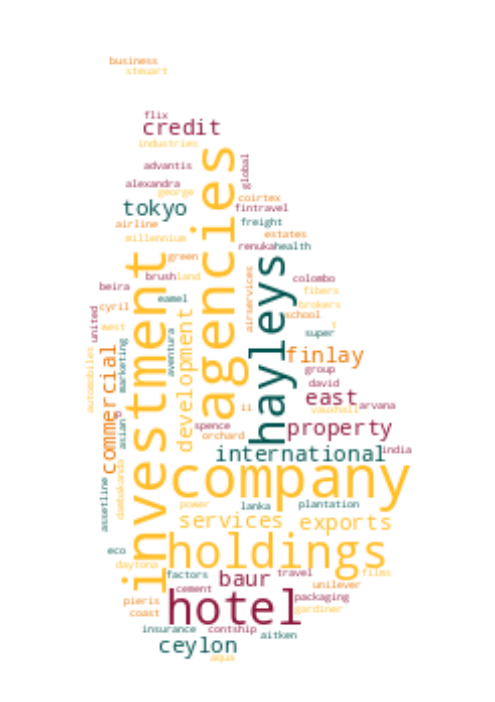 business
steuart
flix
credit
industries
advantis
global
alexandra
george
coirtex
tokyo
fintravel
airline
freight
millennium
estates
renuka
health
agencies
green
hayleys
investment
brush
land
colombo
beira
eamel
airservices
fibers
cyril
brokers
school
united
west
t
super
development
aventura
marketing
automobiles
commercial
finlay
group
david
east
arvana
vauxhall
ii
spence
property
orchard
asian
international
india
company
dambakanda
assetline
power
lanka
plantation
services
exports
holdings
eco
daytona
factors
baur
travel
films
unilever
cement
hotel
packaging
pieris
coast
gardiner
insurance
contship
aitken
ceylon
aqua